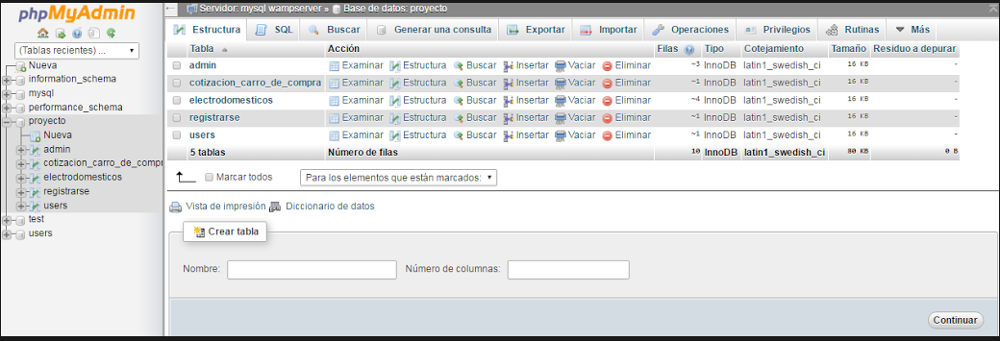 phpMyAdmin
(Tablas recientes) ...
Nueva
information_schema
mysql
performance_schema
proyecto
Nueva
admin
cotizacion_carro_de_compr
electrodomesticos
registrarse
users
test
users
Servidor: mysql wampserver » Base de datos: proyecto
Estructura SQL Buscar Generar una consulta Exportar Importar Operaciones Privilegios Rutinas Más
Tabla Acción Filas Tipo Cotejamiento Tamaño Residuo a depurar
admin Examinar Estructura Buscar Insertar Vaciar Eliminar ~3 InnoDB latin1_swedish_ci 16 KB -
cotizacion_carro_de_compra Examinar Estructura Buscar Insertar Vaciar Eliminar ~1 InnoDB latin1_swedish_ci 16 KB -
electrodomesticos Examinar Estructura Buscar Insertar Vaciar Eliminar ~4 InnoDB latin1_swedish_ci 16 KB -
registrarse Examinar Estructura Buscar Insertar Vaciar Eliminar ~1 InnoDB latin1_swedish_ci 16 KB -
users Examinar Estructura Buscar Insertar Vaciar Eliminar ~1 InnoDB latin1_swedish_ci 16 KB -
5 tablas Número de filas 10 InnoDB latin1_swedish_ci 80 KB 0 B
Marcar todos Para los elementos que están marcados:
Vista de impresión Diccionario de datos
Crear tabla
Nombre: Número de columnas:
Continuar